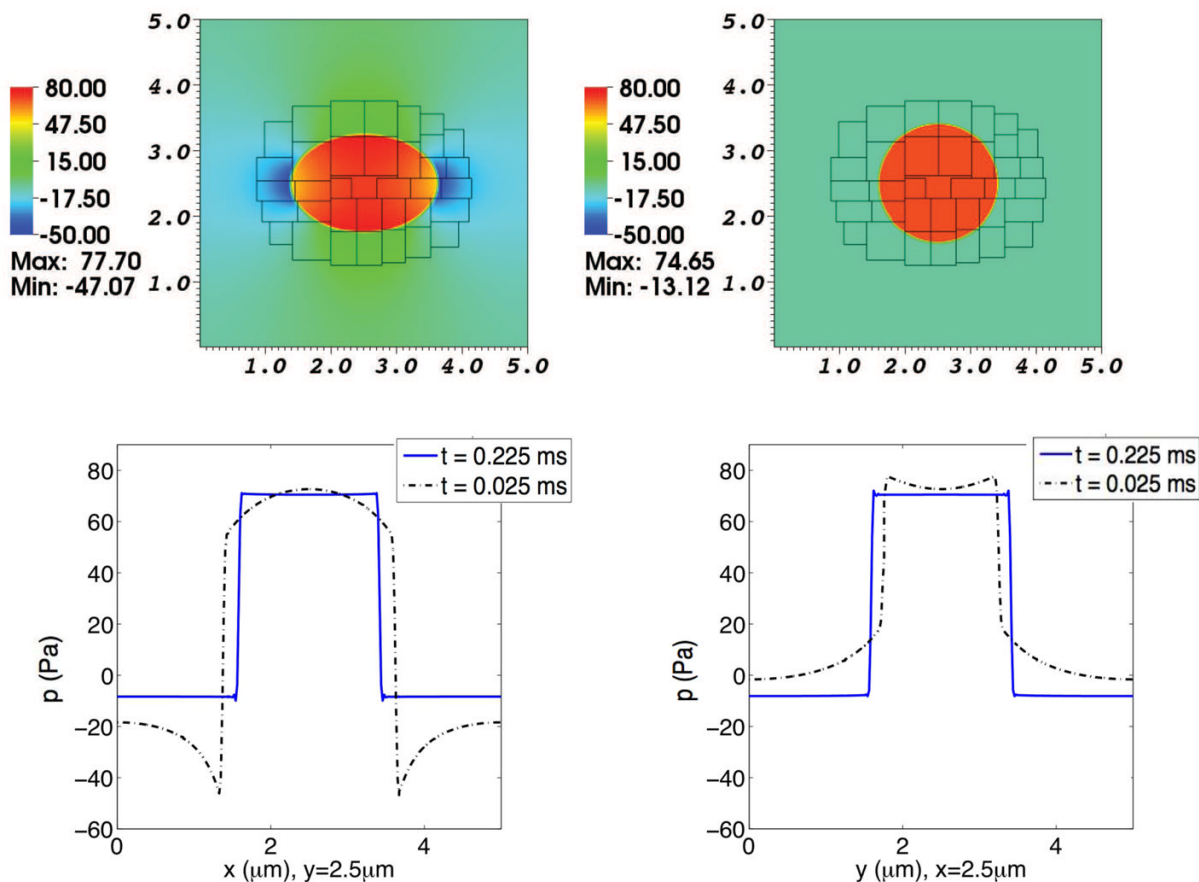 5.0
4.0
3.0
2.0
1.0
1.0 2.0 3.0 4.0 5.0
80.00
47.50
15.00
-17.50
-50.00
Max: 77.70
Min: -47.07
5.0
4.0
3.0
2.0
1.0
1.0 2.0 3.0 4.0 5.0
80.00
47.50
15.00
-17.50
-50.00
Max: 74.65
Min: -13.12
t = 0.225 ms
t = 0.025 ms
80
60
40
20
0
−20
−40
−60
p (Pa)
0 2 4
x (μm), y=2.5μm
t = 0.225 ms
t = 0.025 ms
80
60
40
20
0
−20
−40
−60
p (Pa)
0 2 4
y (μm), x=2.5μm